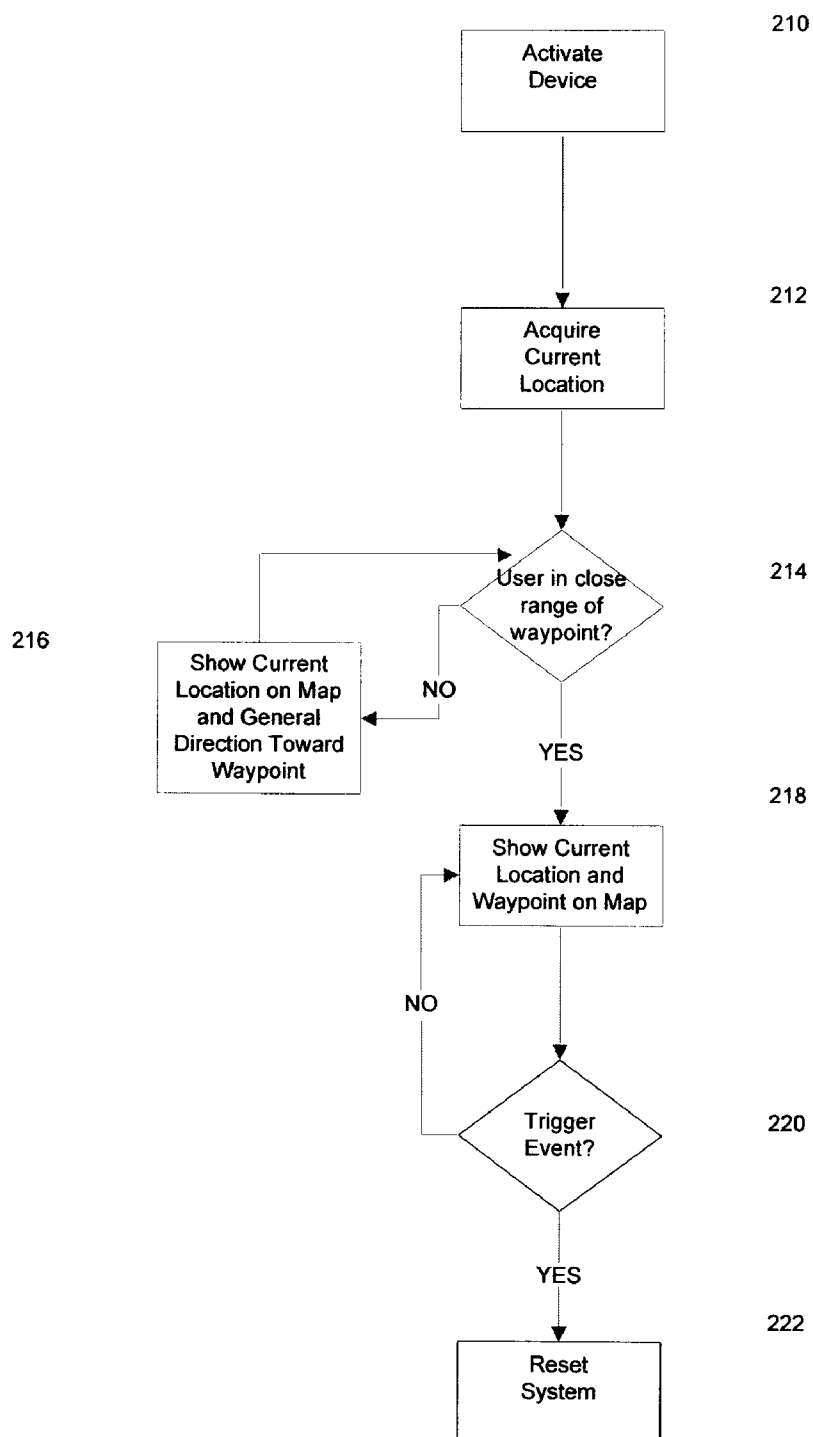 210
Activate
Device
212
Acquire
Current
Location
214
User in close
range of
waypoint?
216
Show Current
Location on Map
and General
Direction Toward
Waypoint
NO
YES
218
Show Current
Location and
Waypoint on Map
NO
220
Trigger
Event?
YES
222
Reset
System